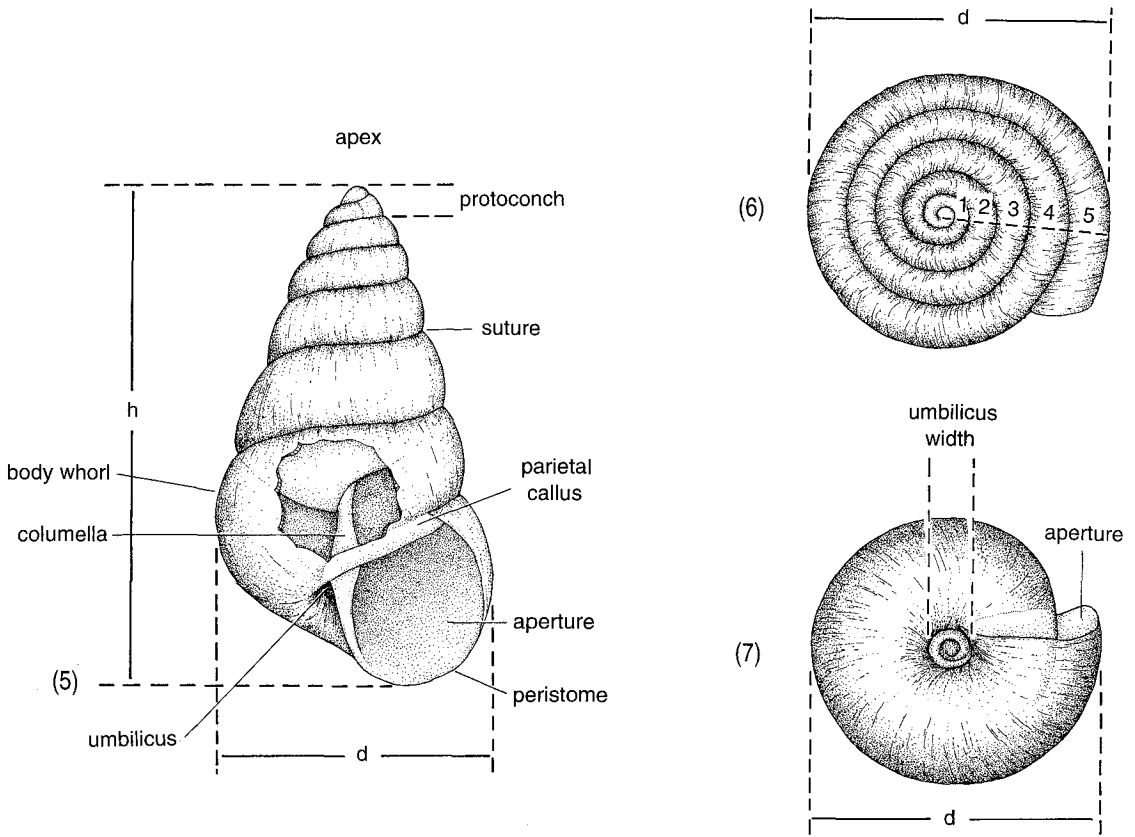 apex
protoconch
suture
h
body whorl
parietal
callus
columella
aperture
(5)
peristome
umbilicus
d
d
(6)
1 2 3 4 5
umbilicus
width
aperture
(7)
d